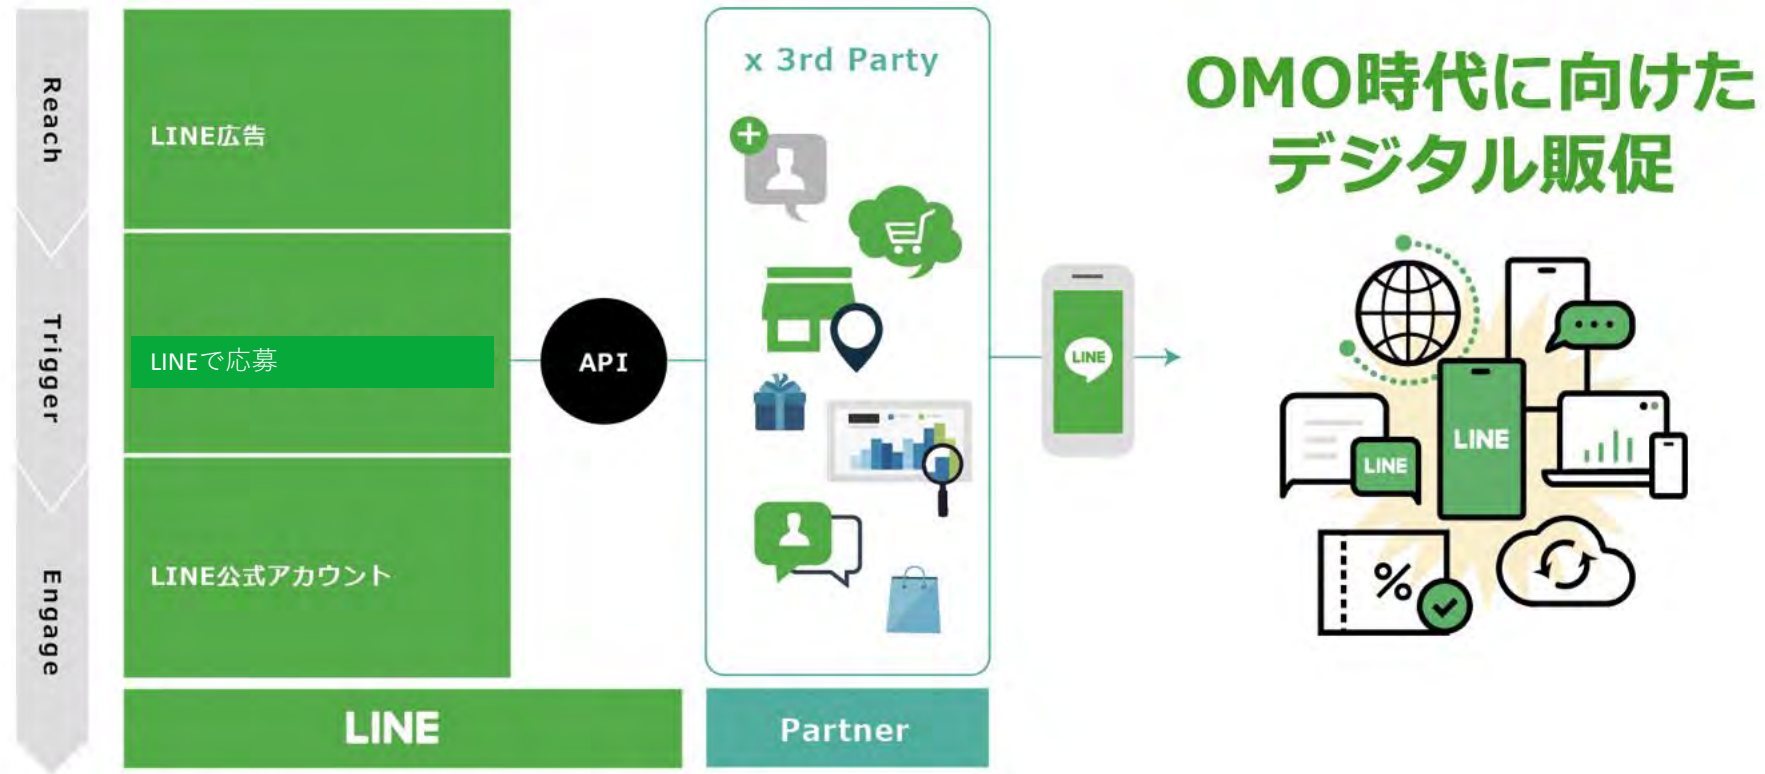 Reach
Trigger
Engage
LINE広告
LINEで応募
LINE公式アカウント
LINE
API
x 3rd Party
Partner
LINE
OMO時代に向けた
デジタル販促
LINE
LINE
%